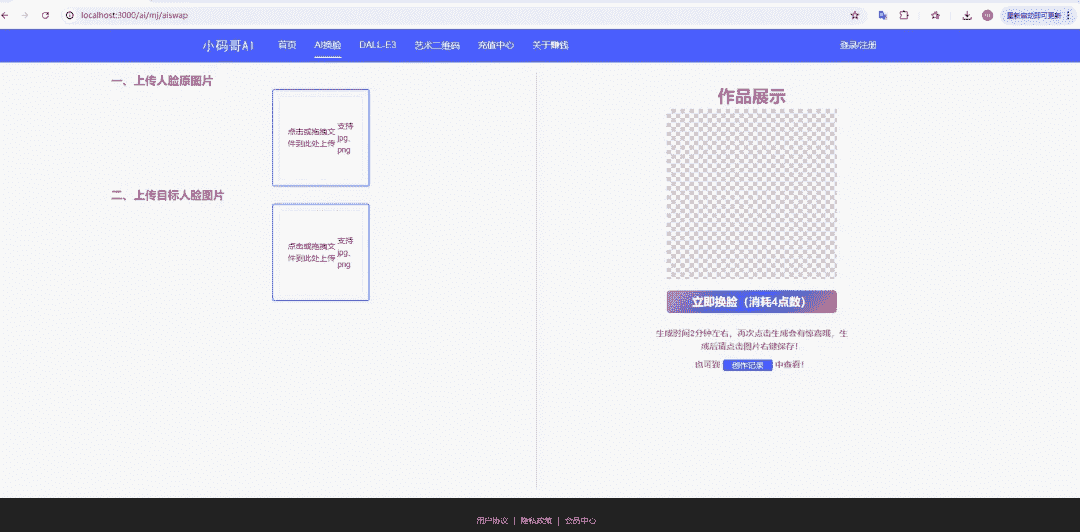 localhost:3000/ai/mj/aiswap
重新启动即可更新
小码哥AI 首页 AI换脸 DALL-E3 艺术二维码 充值中心 关于赚钱 登录/注册
一、上传人脸原图片
点击或拖拽文件到此处上传
支持jpg、png
二、上传目标人脸图片
点击或拖拽文件到此处上传
支持jpg、png
作品展示
立即换脸（消耗4点数）
生成时间2分钟左右，再次点击生成会有惊喜哦，生
成后请点击图片右键保存！
也可到 创作记录 中查看！
用户协议 | 隐私政策 | 会员中心